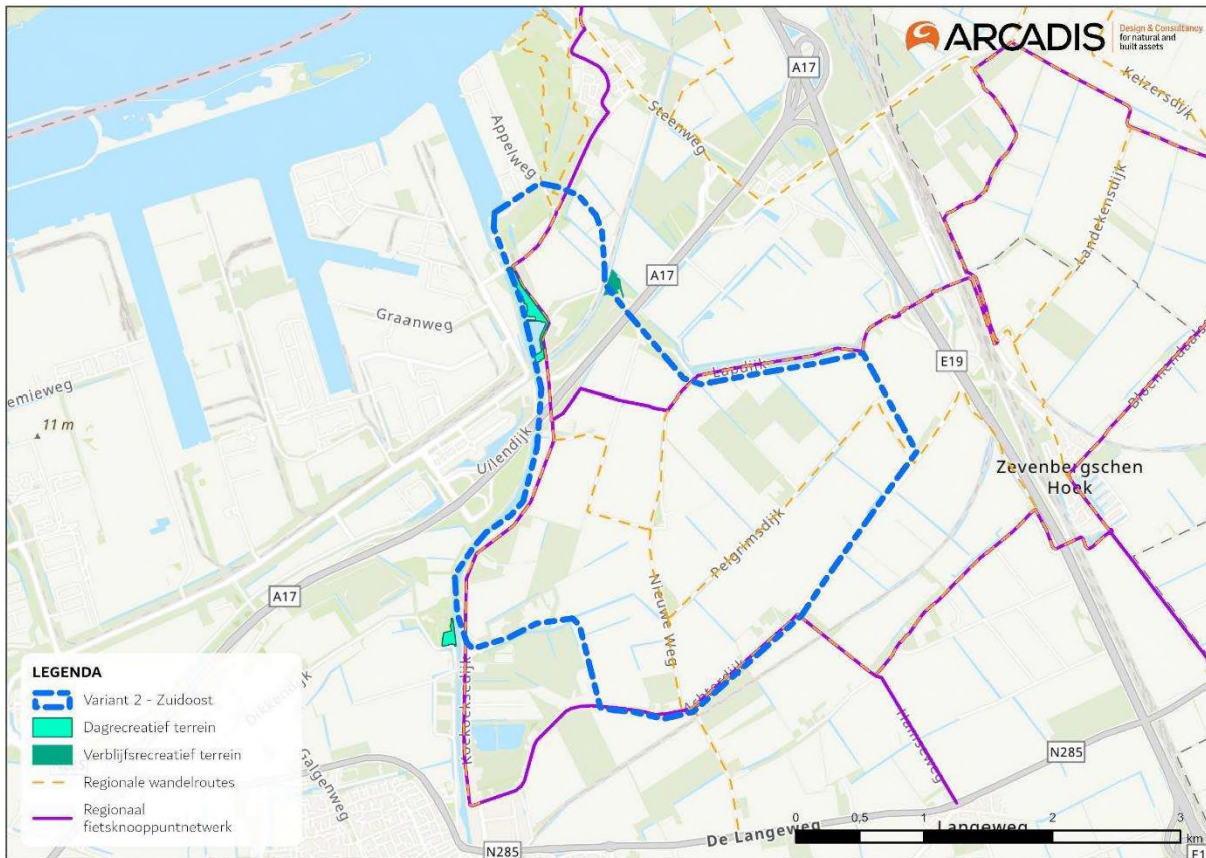 ARCADIS
Design & Consultancy
for natural and
built assets
A17
Keizersdijk
Steenweg
Appelweg
Landekensdijk
A17
Graanweg
Lapdijk
E19
emieweg
11 m
Uilendijk
Zevenbergschen
Hoek
Pelgrimsdijk
A17
Nieuwe Weg
Achterdijk
LEGENDA
Variant 2 - Zuidoost
Dagrecreatief terrein
Verblijfsrecreatief terrein
Regionale wandelroutes
Regionaal
fietsknooppuntnetwerk
Galgenweg
N285
N285
De Langeweg
Langeweg
0 0,5 1 2 3
km
E1